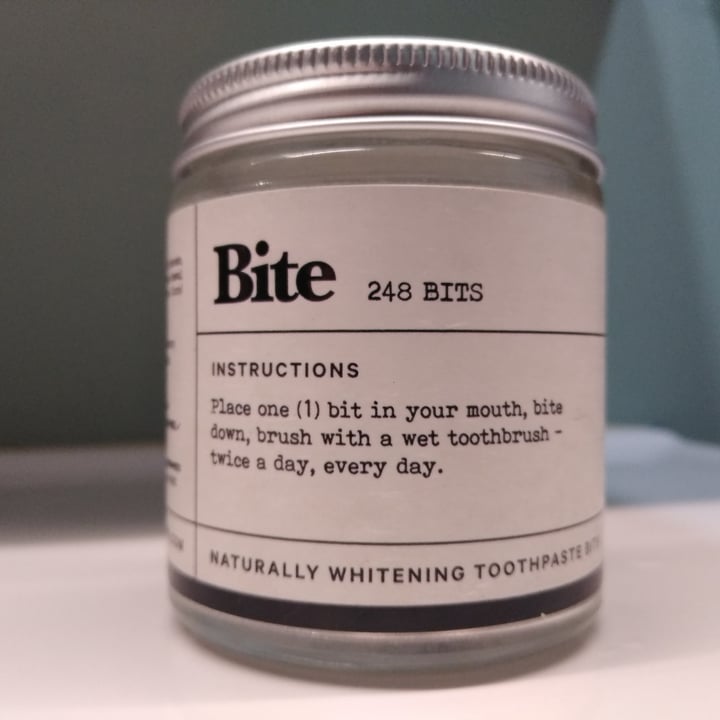 Bite 248 BITS
INSTRUCTIONS
Place one (1) bit in your mouth, bite
down, brush with a wet toothbrush -
twice a day, every day.
NATURALLY WHITENING TOOTHPASTE